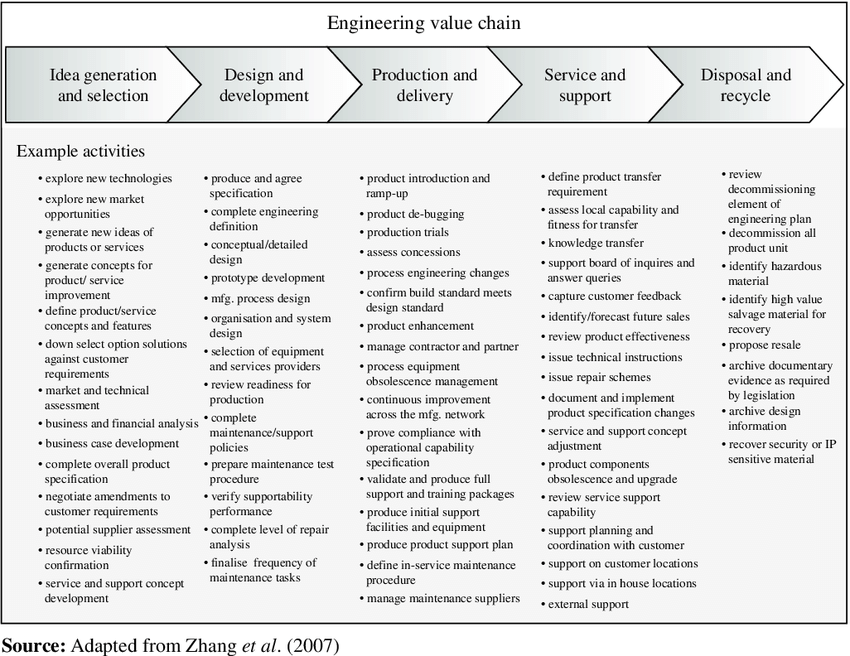 Engineering value chain
Idea generation
and selection
Design and
development
Production and
delivery
Service and
support
Disposal and
recycle
Example activities
• explore new technologies
• explore new market
opportunities
• generate new ideas of
products or services
• generate concepts for
product/ service
improvement
• define product/service
concepts and features
• down select option solutions
against customer
requirements
• market and technical
assessment
• business and financial analysis
• business case development
• complete overall product
specification
• negotiate amendments to
customer requirements
• potential supplier assessment
• resource viability
confirmation
• service and support concept
development
• produce and agree
specification
• complete engineering
definition
• conceptual/detailed
design
• prototype development
• mfg. process design
• organisation and system
design
• selection of equipment
and services providers
• review readiness for
production
• complete
maintenance/support
policies
• prepare maintenance test
procedure
• verify supportability
performance
• complete level of repair
analysis
• finalise frequency of
maintenance tasks
• product introduction and
ramp-up
• product de-bugging
• production trials
• assess concessions
• process engineering changes
• confirm build standard meets
design standard
• product enhancement
• manage contractor and partner
• process equipment
obsolescence management
• continuous improvement
across the mfg. network
• prove compliance with
operational capability
specification
• validate and produce full
support and training packages
• produce initial support
facilities and equipment
• produce product support plan
• define in-service maintenance
procedure
• manage maintenance suppliers
• define product transfer
requirement
• assess local capability and
fitness for transfer
• knowledge transfer
• support board of inquires and
answer queries
• capture customer feedback
• identify/forecast future sales
• review product effectiveness
• issue technical instructions
• issue repair schemes
• document and implement
product specification changes
• service and support concept
adjustment
• product components
obsolescence and upgrade
• review service support
capability
• support planning and
coordination with customer
• support on customer locations
• support via in house locations
• external support
• review
decommissioning
element of
engineering plan
• decommission all
product unit
• identify hazardous
material
• identify high value
salvage material for
recovery
• propose resale
• archive documentary
evidence as required
by legislation
• archive design
information
• recover security or IP
sensitive material
Source: Adapted from Zhang et al. (2007)